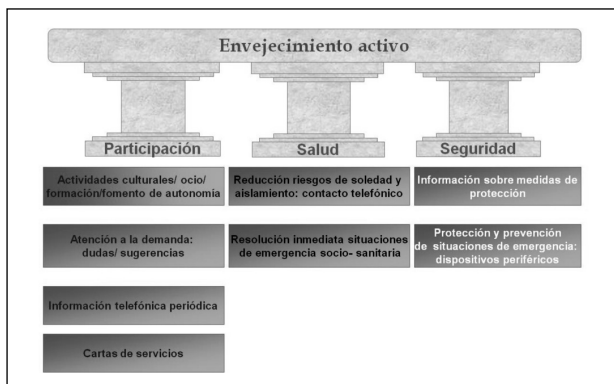 Envejecimiento activo
Participación
Salud
Seguridad
Actividades culturales/ ocio/
formación/fomento de autonomia
Reducción riesgos de soledad y
aislamiento: contacto telefónico
Información sobre medidas de
protección
Atención a la demanda:
dudas/ sugerencias
Resolución inmediata situaciones
de emergencia socio- sanitaria
Protección y prevención
de situaciones de emergencia:
dispositivos periféricos
Información telefónica periódica
Cartas de servicios